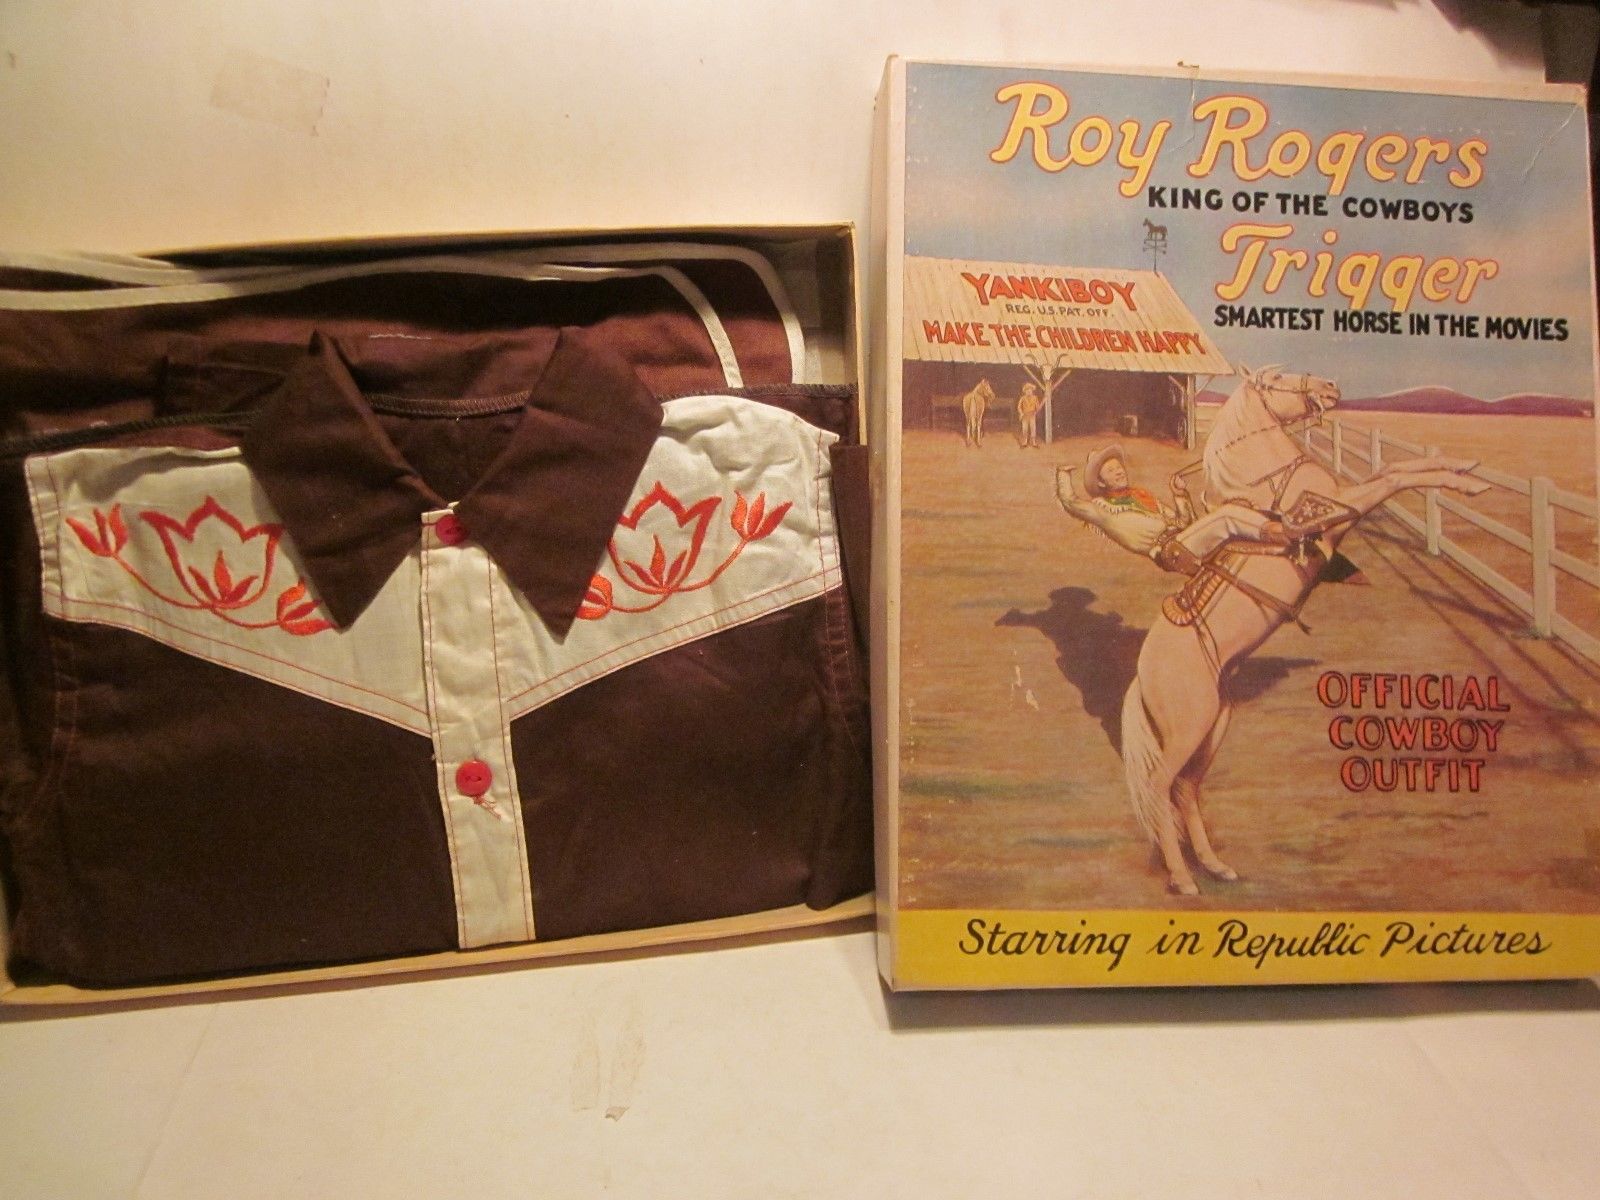 Roy Rogers
KING OF THE COWBOYS
Trigger
SMARTEST HORSE IN THE MOVIES
YANKIBOY
REG. U.S. PAT. OFF.
MAKE THE CHILDREN HAPPY
OFFICIAL
COWBOY
OUTFIT
Starring in Republic Pictures